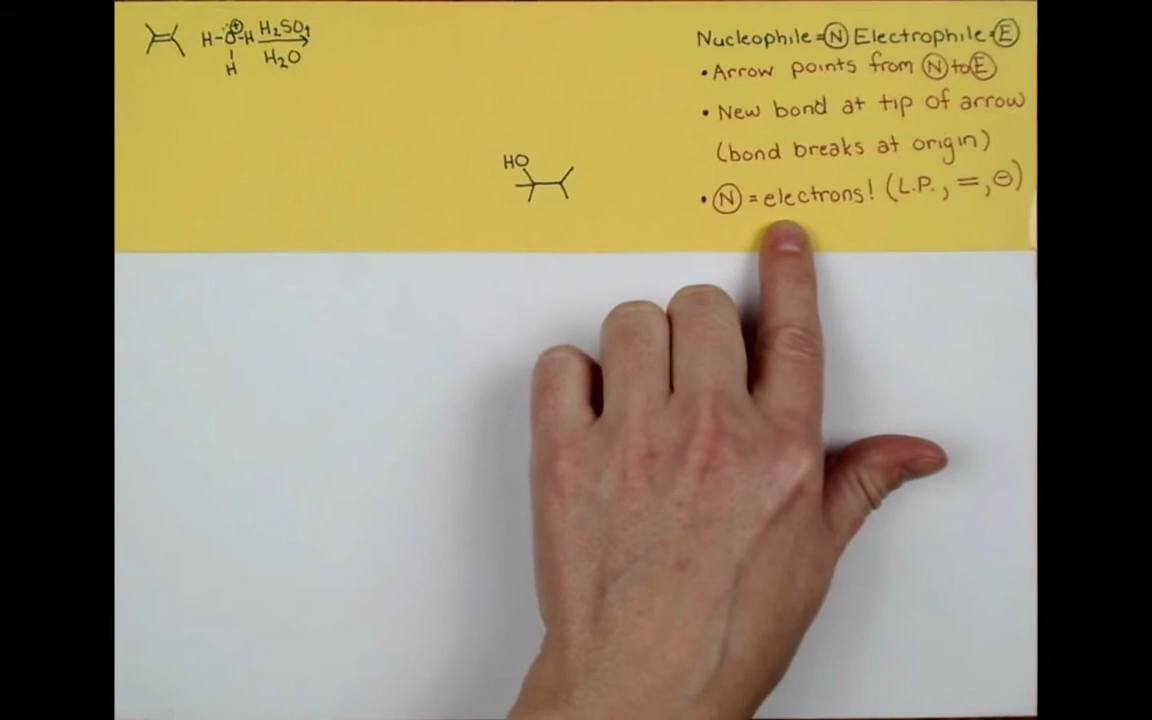 H-O-H H₂SO₄
⊕
H H₂O
HO
Nucleophile=Ⓝ Electrophile=Ⓔ
•Arrow points from Ⓝ to Ⓔ
•New bond at tip of arrow
(bond breaks at origin)
•Ⓝ = electrons! (L.P., =, ⊖)